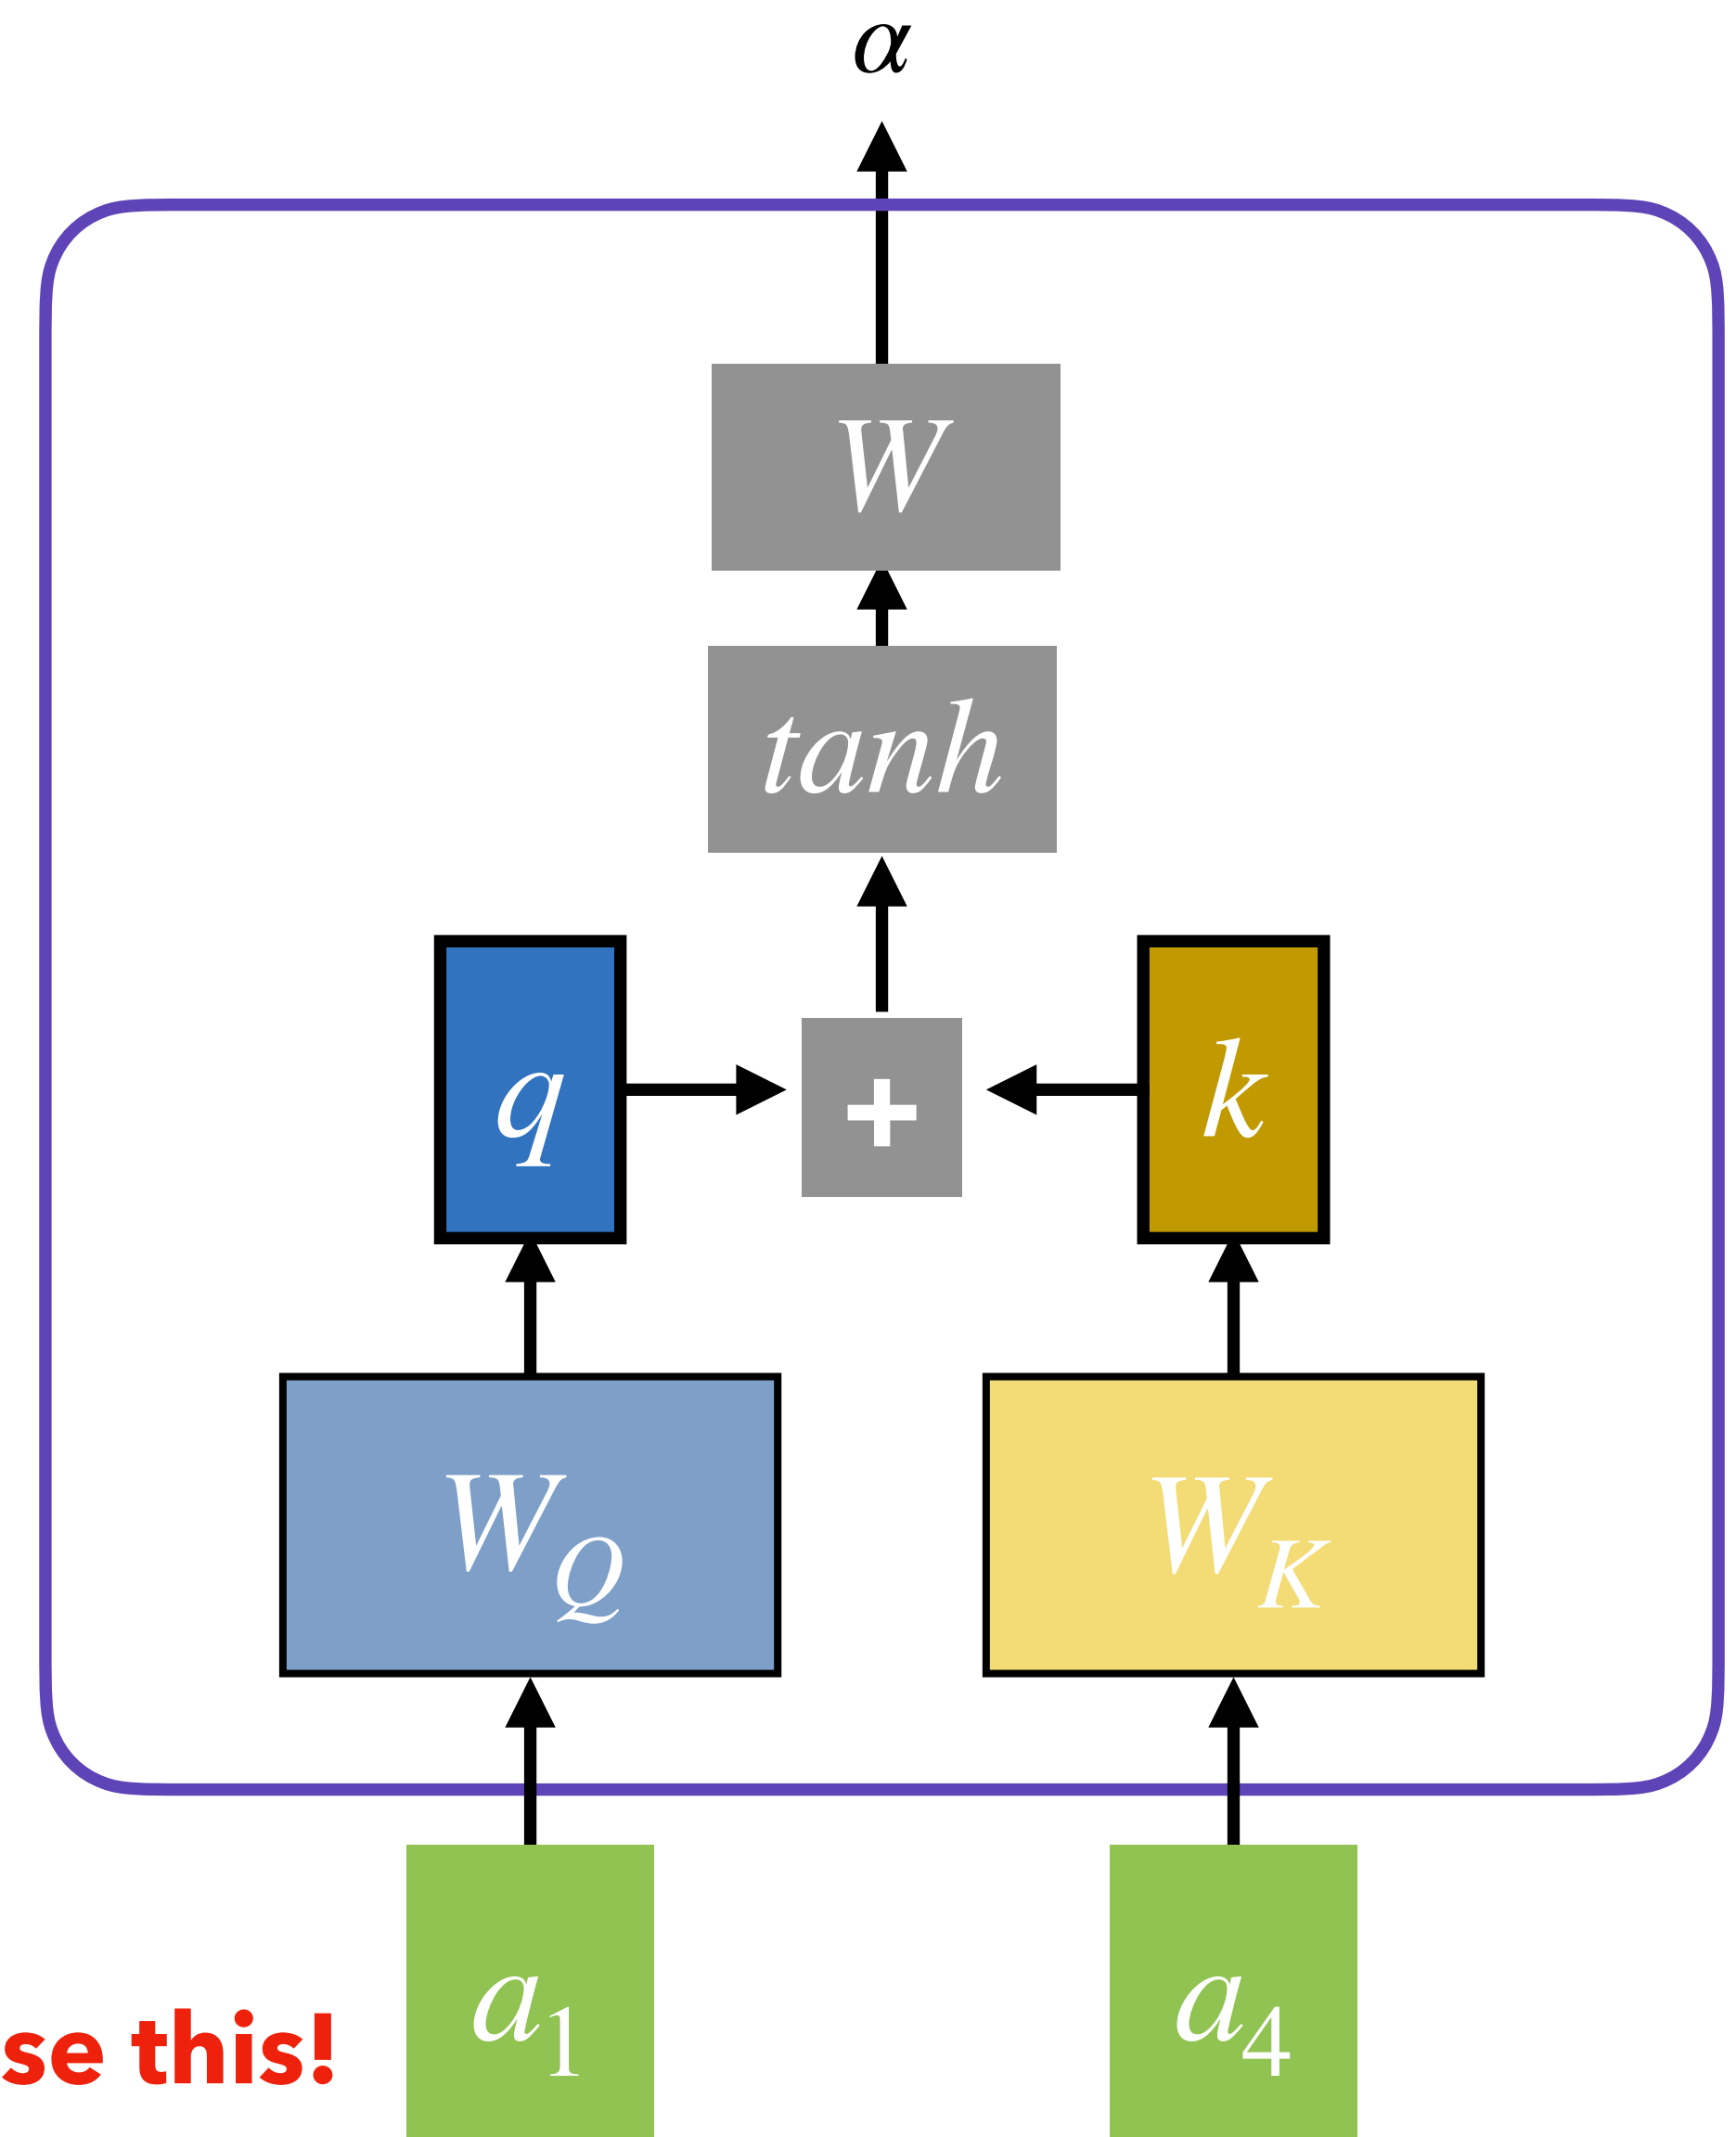 α
W
tanh
q + k
W_Q W_K
a_1 a_4
se this!